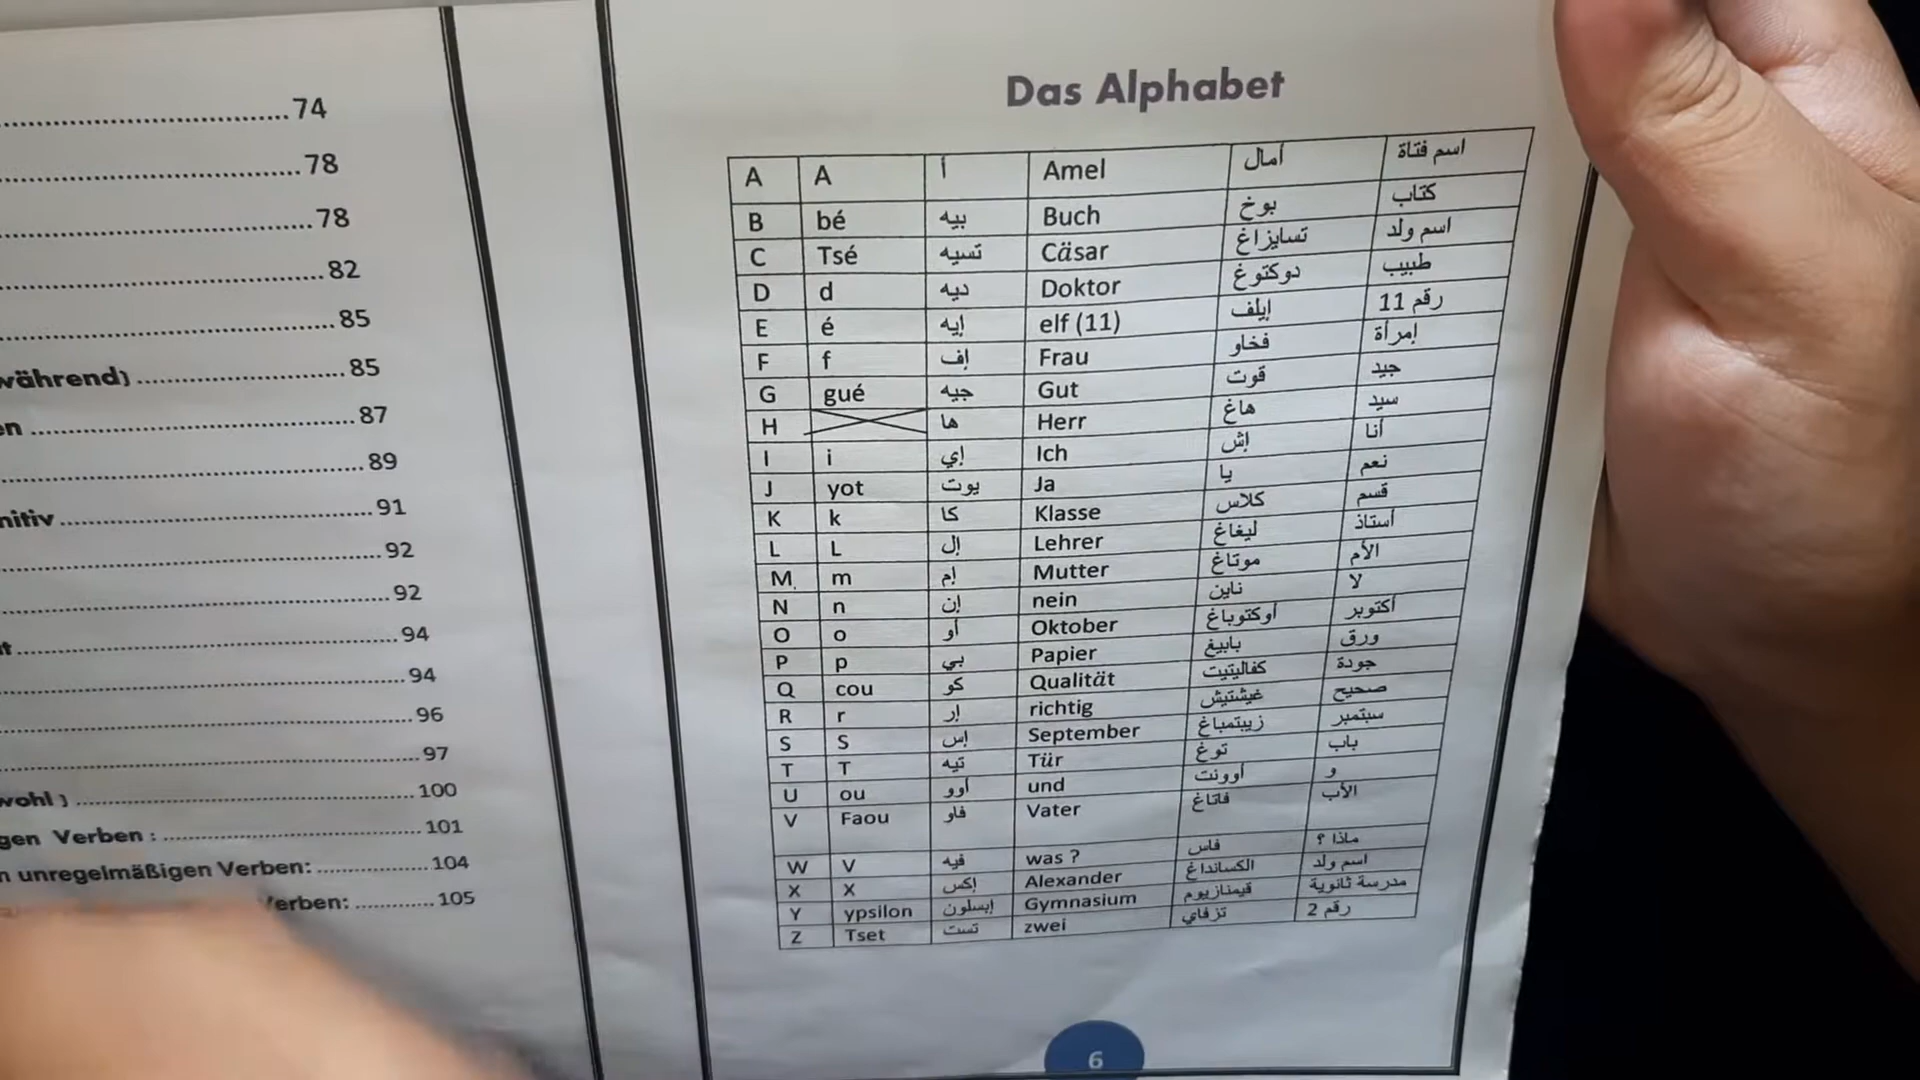 ........................................ 74
........................................ 78
........................................ 78
........................................ 82
........................................ 85
während) ........................ 85
........................................ 87
........................................ 89
nitiv ........................................ 91
........................................ 92
........................................ 92
........................................ 94
........................................ 94
........................................ 96
........................................ 97
wohl ) ........................................ 100
gen Verben : ........................................ 101
n unregelmäßigen Verben: ............... 104
Verben: ............ 105
Das Alphabet
A A أ Amel أمال اسم فتاة
B bé بيه Buch بوخ كتاب
C Tsé تسيه Cäsar تسايزاغ اسم ولد
D d ديه Doktor دوكتوغ طبيب
E é إيه elf (11) إيلف رقم 11
F f إف Frau فخاو إمرأة
G gué جيه Gut قوت جيد
H ها Herr هاغ سيد
I i إي Ich إش أنا
J yot يوت Ja يا نعم
K k كا Klasse كلاس قسم
L L إل Lehrer ليغاغ أستاذ
M m إم Mutter موتاغ الأم
N n إن nein ناين لا
O o أو Oktober أوكتوباغ أكتوبر
P p بي Papier بابيغ ورق
Q cou كو Qualität كفاليتيت جودة
R r إر richtig غيشتيش صحيح
S S إس September زيبتمباغ سبتمبر
T T تيه Tür توغ باب
U ou أوو und أوونت و
V Faou فاو Vater فاتاغ الأب
W V فيه was ? فاس ماذا ؟
X X إكس Alexander الكسانداغ اسم ولد
Y ypsilon إبسلون Gymnasium قيمنازيوم مدرسة ثانوية
Z Tset تست zwei تزفاي رقم 2
6